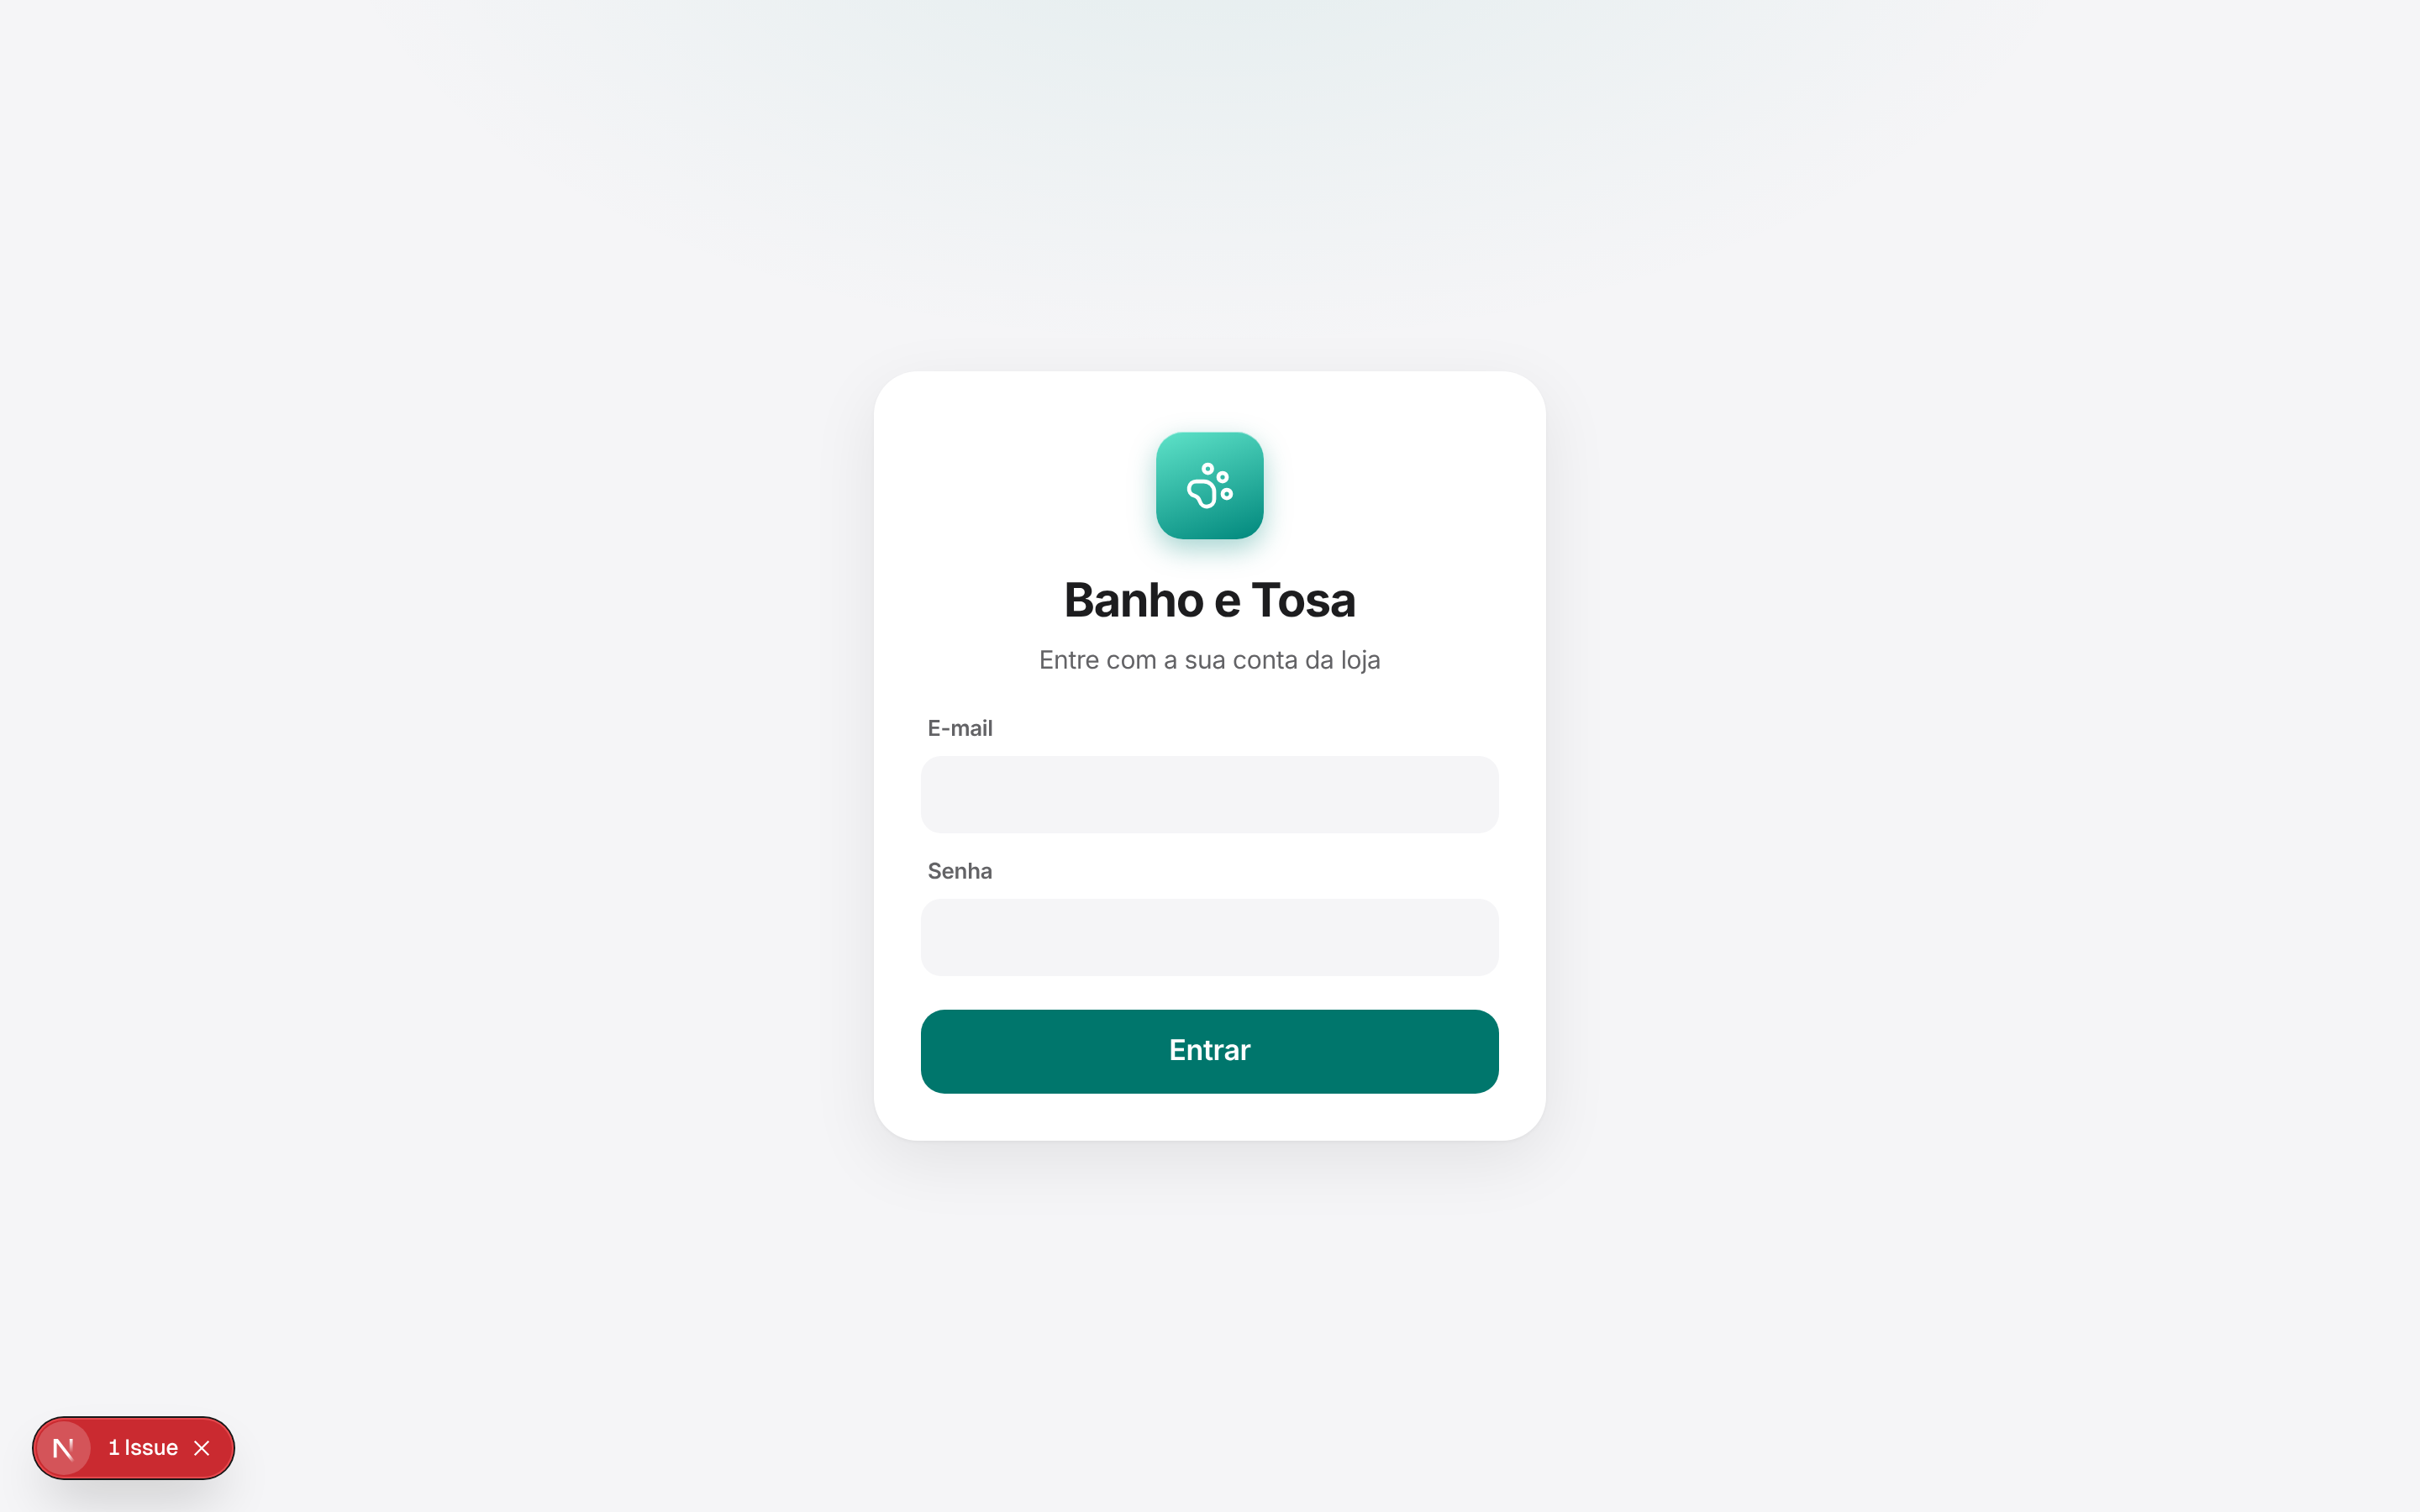 Banho e Tosa
Entre com a sua conta da loja
E-mail
Senha
Entrar
N 1 Issue